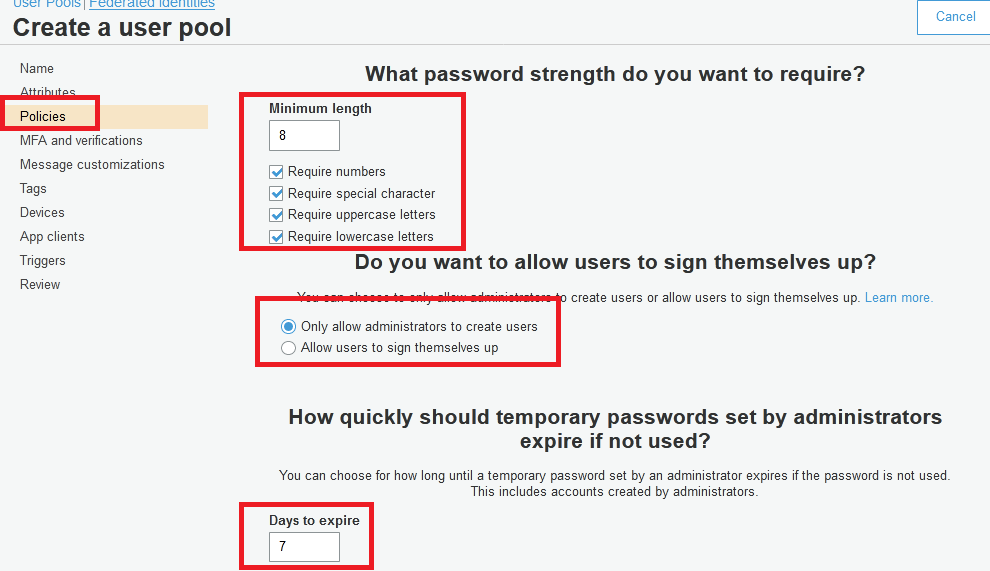 User Pools | Federated Identities
Create a user pool
Cancel
Name
Attributes
Policies
MFA and verifications
Message customizations
Tags
Devices
App clients
Triggers
Review
What password strength do you want to require?
Minimum length
8
Require numbers
Require special character
Require uppercase letters
Require lowercase letters
Do you want to allow users to sign themselves up?
You can choose to only allow administrators to create users or allow users to sign themselves up. Learn more.
Only allow administrators to create users
Allow users to sign themselves up
How quickly should temporary passwords set by administrators
expire if not used?
You can choose for how long until a temporary password set by an administrator expires if the password is not used.
This includes accounts created by administrators.
Days to expire
7